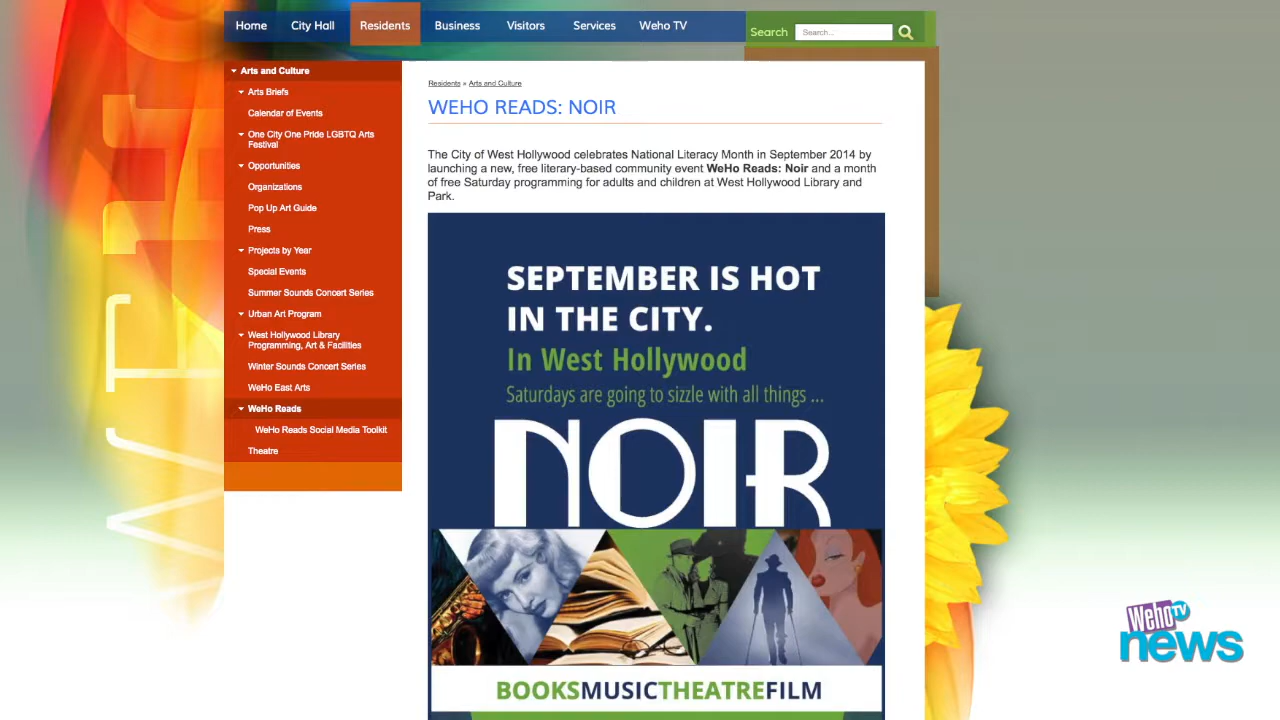 Home City Hall Residents Business Visitors Services Weho TV
Search Search...
Arts and Culture
Arts Briefs
Calendar of Events
One City One Pride LGBTQ Arts
Festival
Opportunities
Organizations
Pop Up Art Guide
Press
Projects by Year
Special Events
Summer Sounds Concert Series
Urban Art Program
West Hollywood Library
Programming, Art & Facilities
Winter Sounds Concert Series
WeHo East Arts
WeHo Reads
WeHo Reads Social Media Toolkit
Theatre
Residents » Arts and Culture
WEHO READS: NOIR
The City of West Hollywood celebrates National Literacy Month in September 2014 by
launching a new, free literary-based community event WeHo Reads: Noir and a month
of free Saturday programming for adults and children at West Hollywood Library and
Park.
SEPTEMBER IS HOT
IN THE CITY.
In West Hollywood
Saturdays are going to sizzle with all things ...
NOIR
BOOKSMUSICTHEATREFILM
WehoTV
news